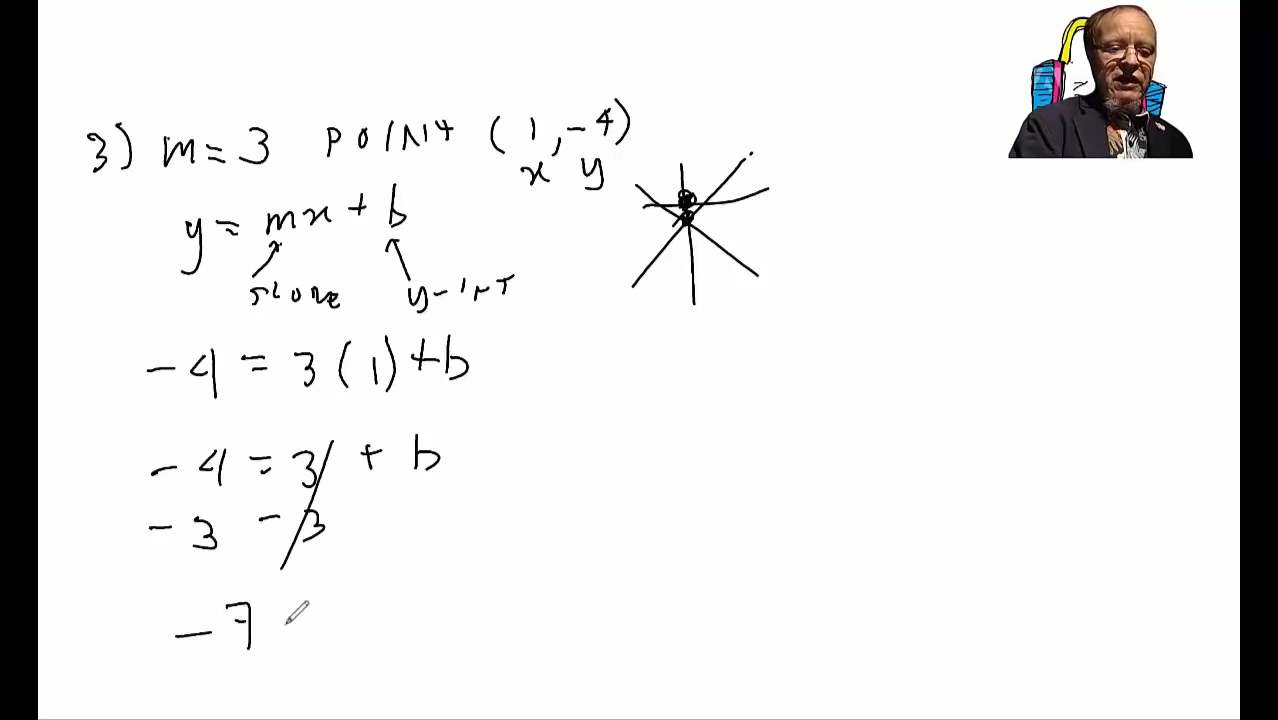 3) m = 3 POINT (1, -4)
x y
y = mx + b
SLOPE y-INT
-4 = 3(1) + b
-4 = 3 + b
-3 -3
-7